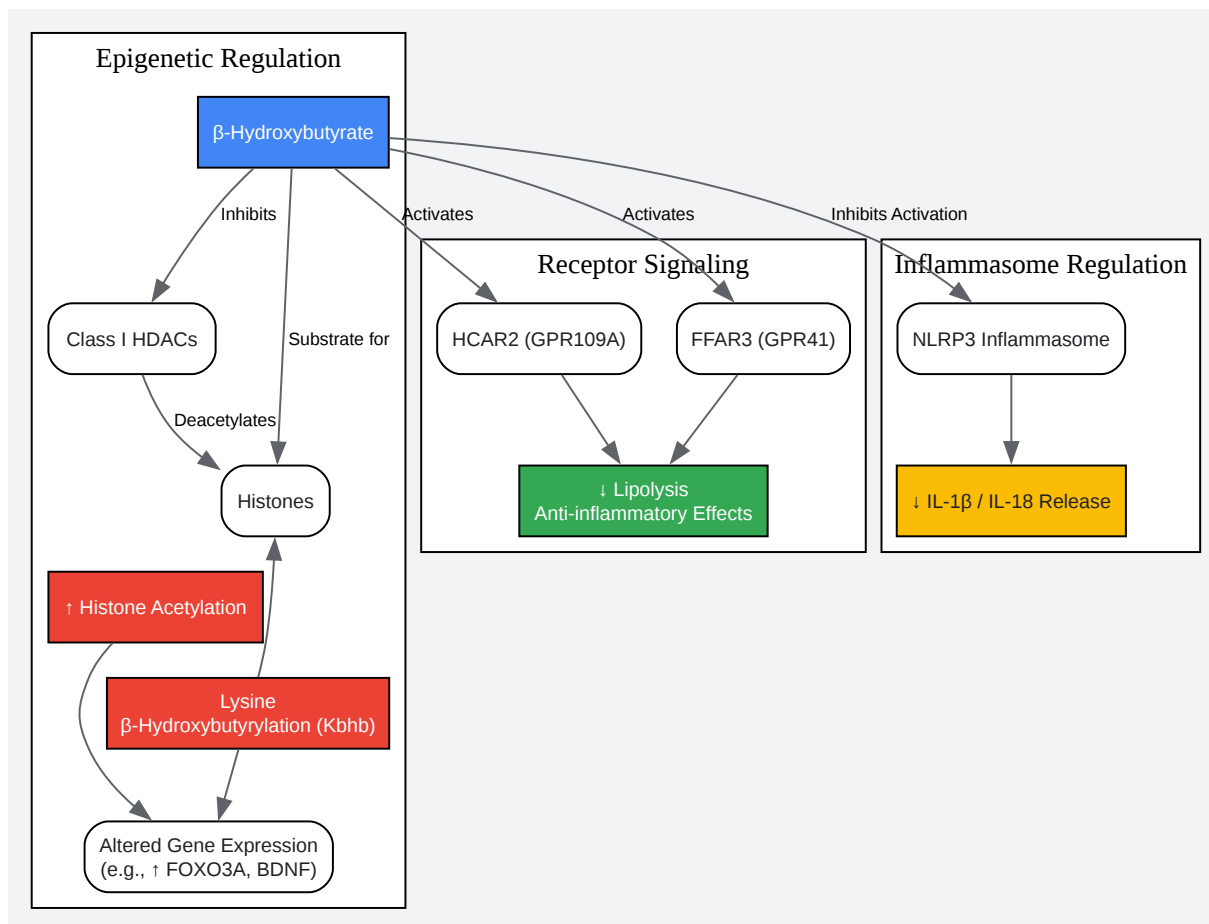 Epigenetic Regulation
β-Hydroxybutyrate
Inhibits
Activates
Activates
Inhibits Activation
Receptor Signaling
Inflammasome Regulation
Class I HDACs
Substrate for
HCAR2 (GPR109A)
FFAR3 (GPR41)
NLRP3 Inflammasome
Deacetylates
Histones
↓ Lipolysis
Anti-inflammatory Effects
↓ IL-1β / IL-18 Release
↑ Histone Acetylation
Lysine
β-Hydroxybutyrylation (Kbhb)
Altered Gene Expression
(e.g., ↑ FOXO3A, BDNF)